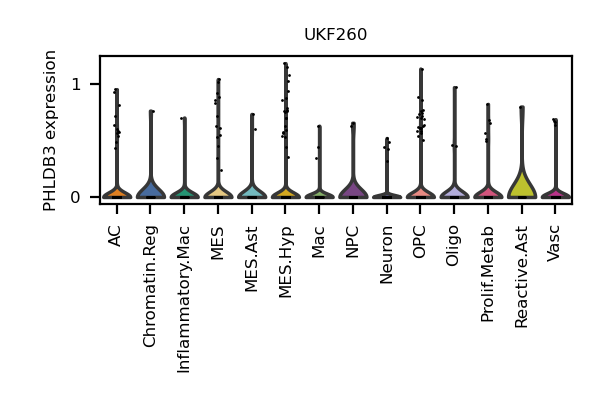 UKF260
PHLDB3 expression
1
0
AC
Chromatin.Reg
Inflammatory.Mac
MES
MES.Ast
MES.Hyp
Mac
NPC
Neuron
OPC
Oligo
Prolif.Metab
Reactive.Ast
Vasc